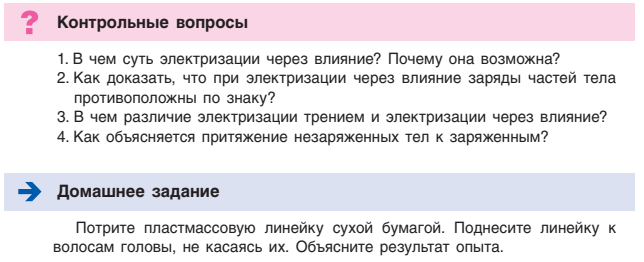 Контрольные вопросы
1. В чем суть электризации через влияние? Почему она возможна?
2. Как доказать, что при электризации через влияние заряды частей тела
противоположны по знаку?
3. В чем различие электризации трением и электризации через влияние?
4. Как объясняется притяжение незаряженных тел к заряженным?
Домашнее задание
Потрите пластмассовую линейку сухой бумагой. Поднесите линейку к
волосам головы, не касаясь их. Объясните результат опыта.